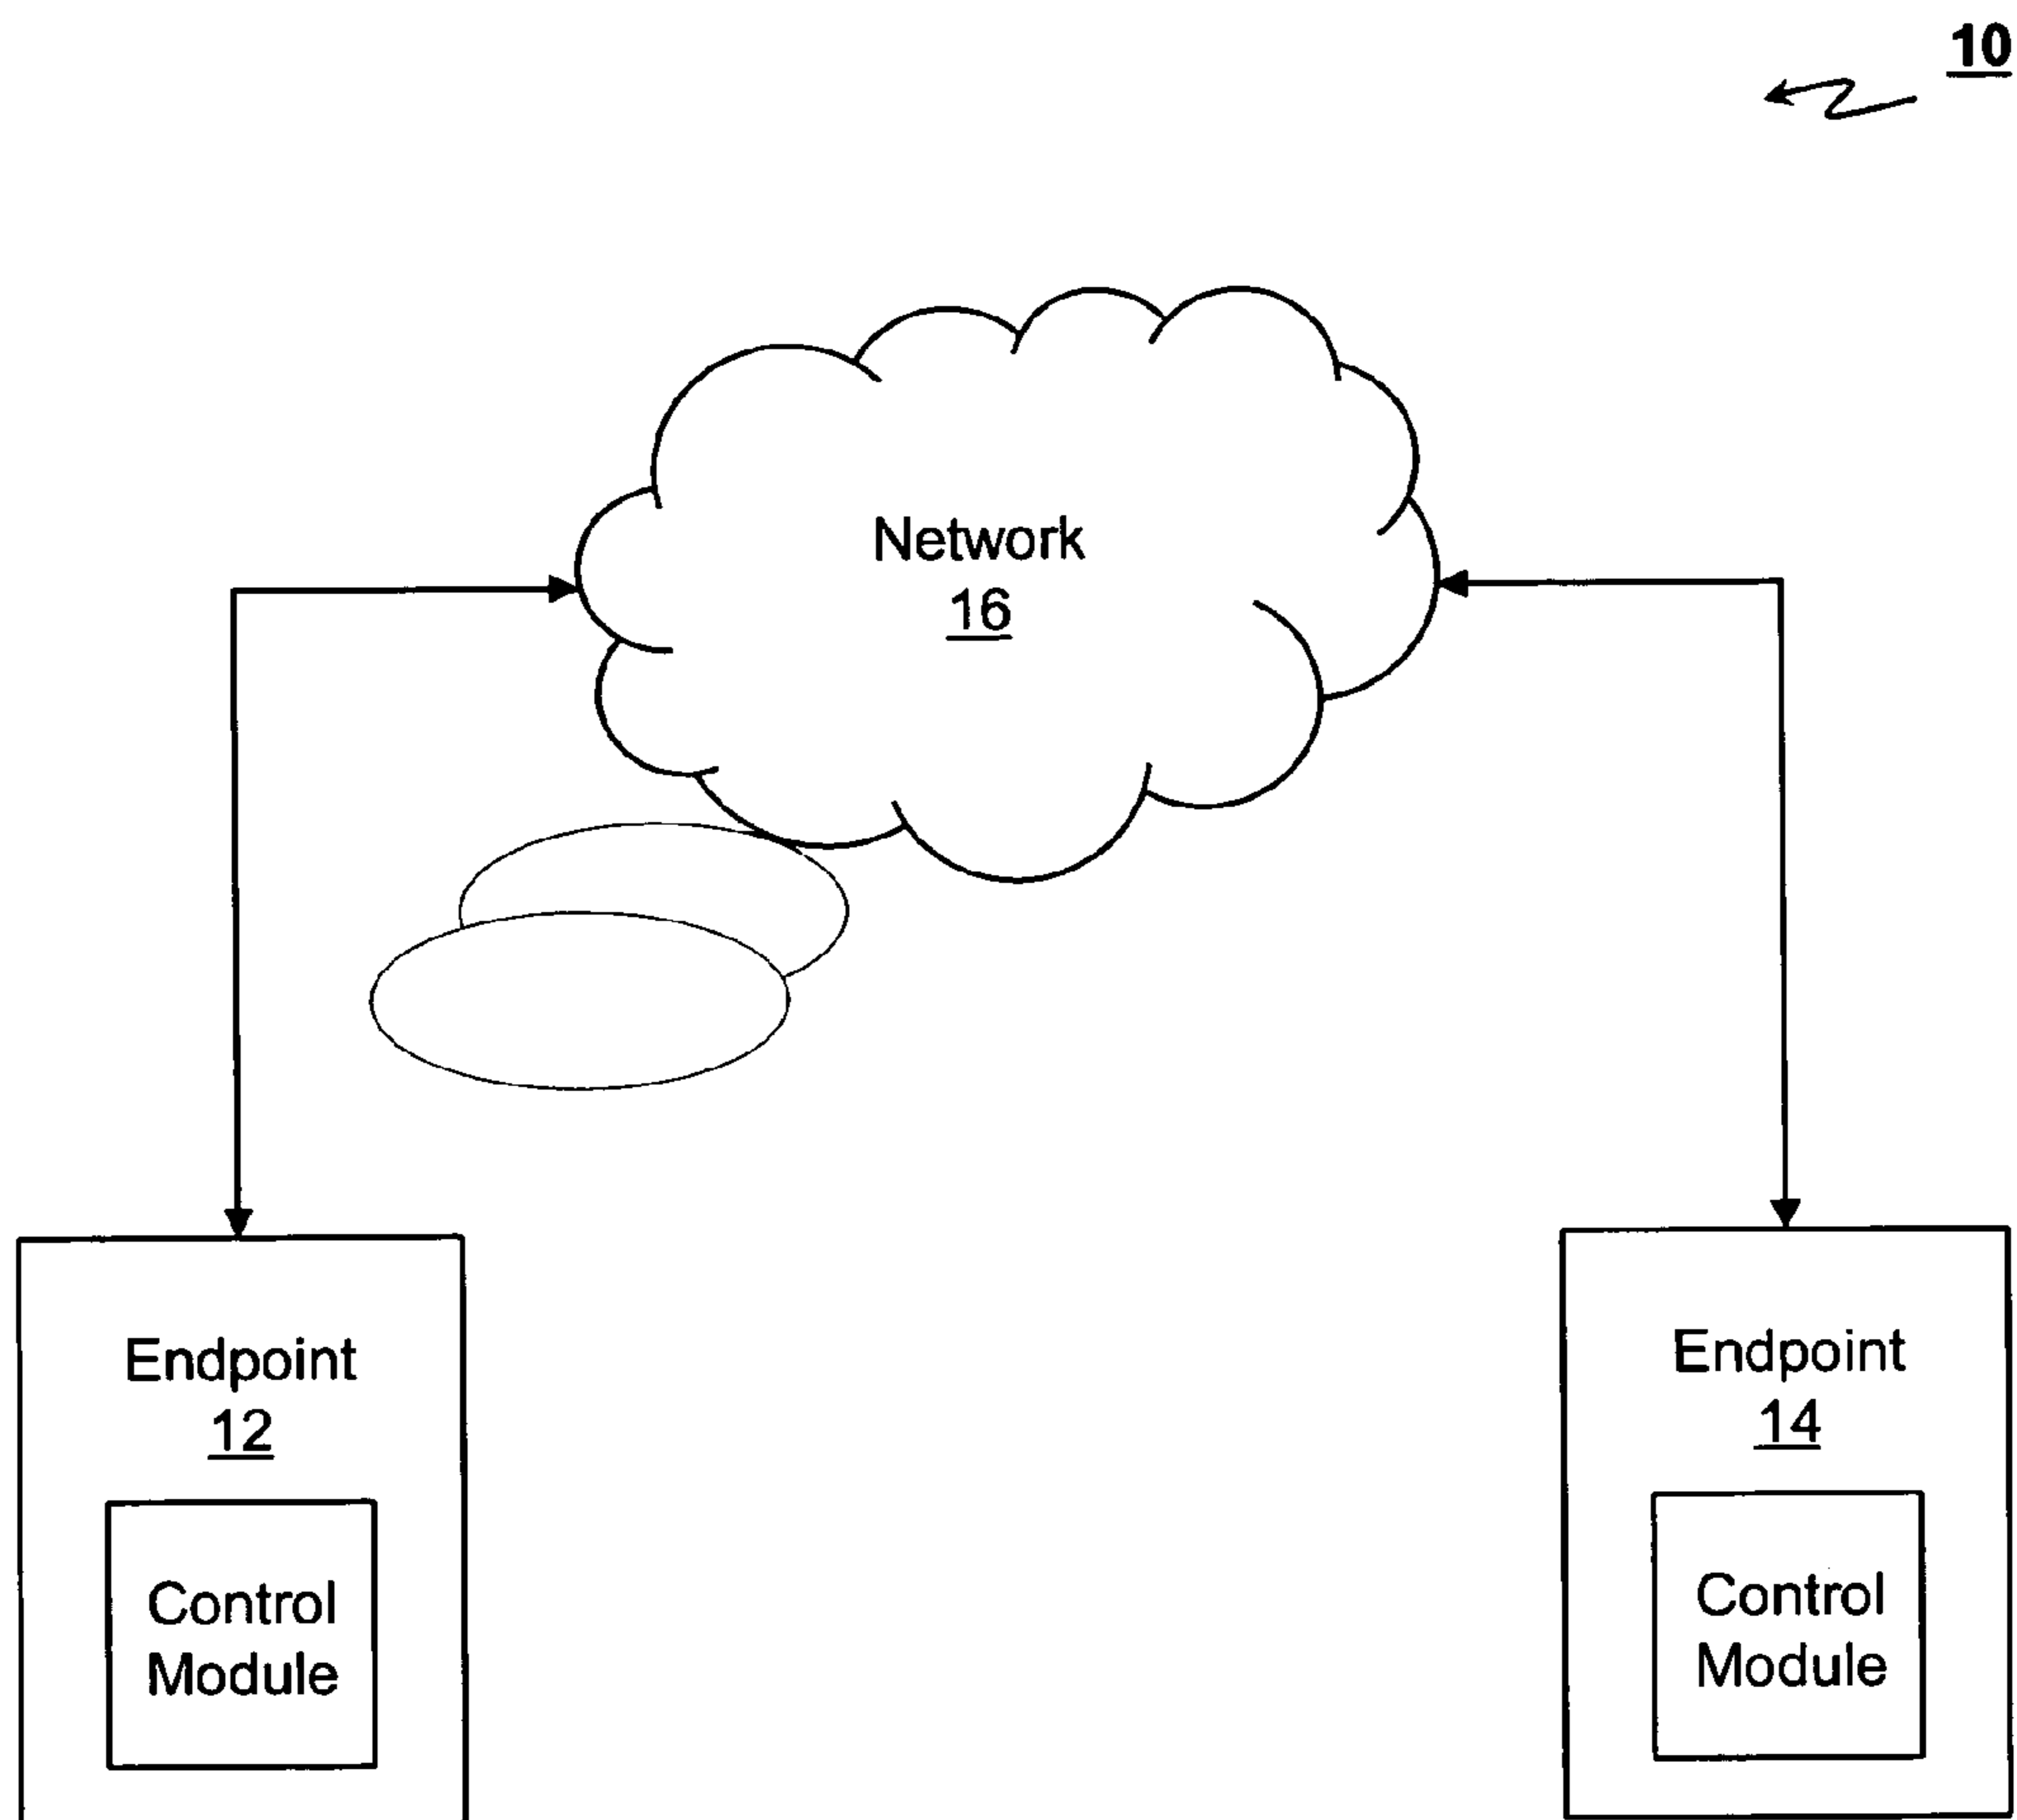 10
Network
16
Endpoint
12
Control
Module
Endpoint
14
Control
Module